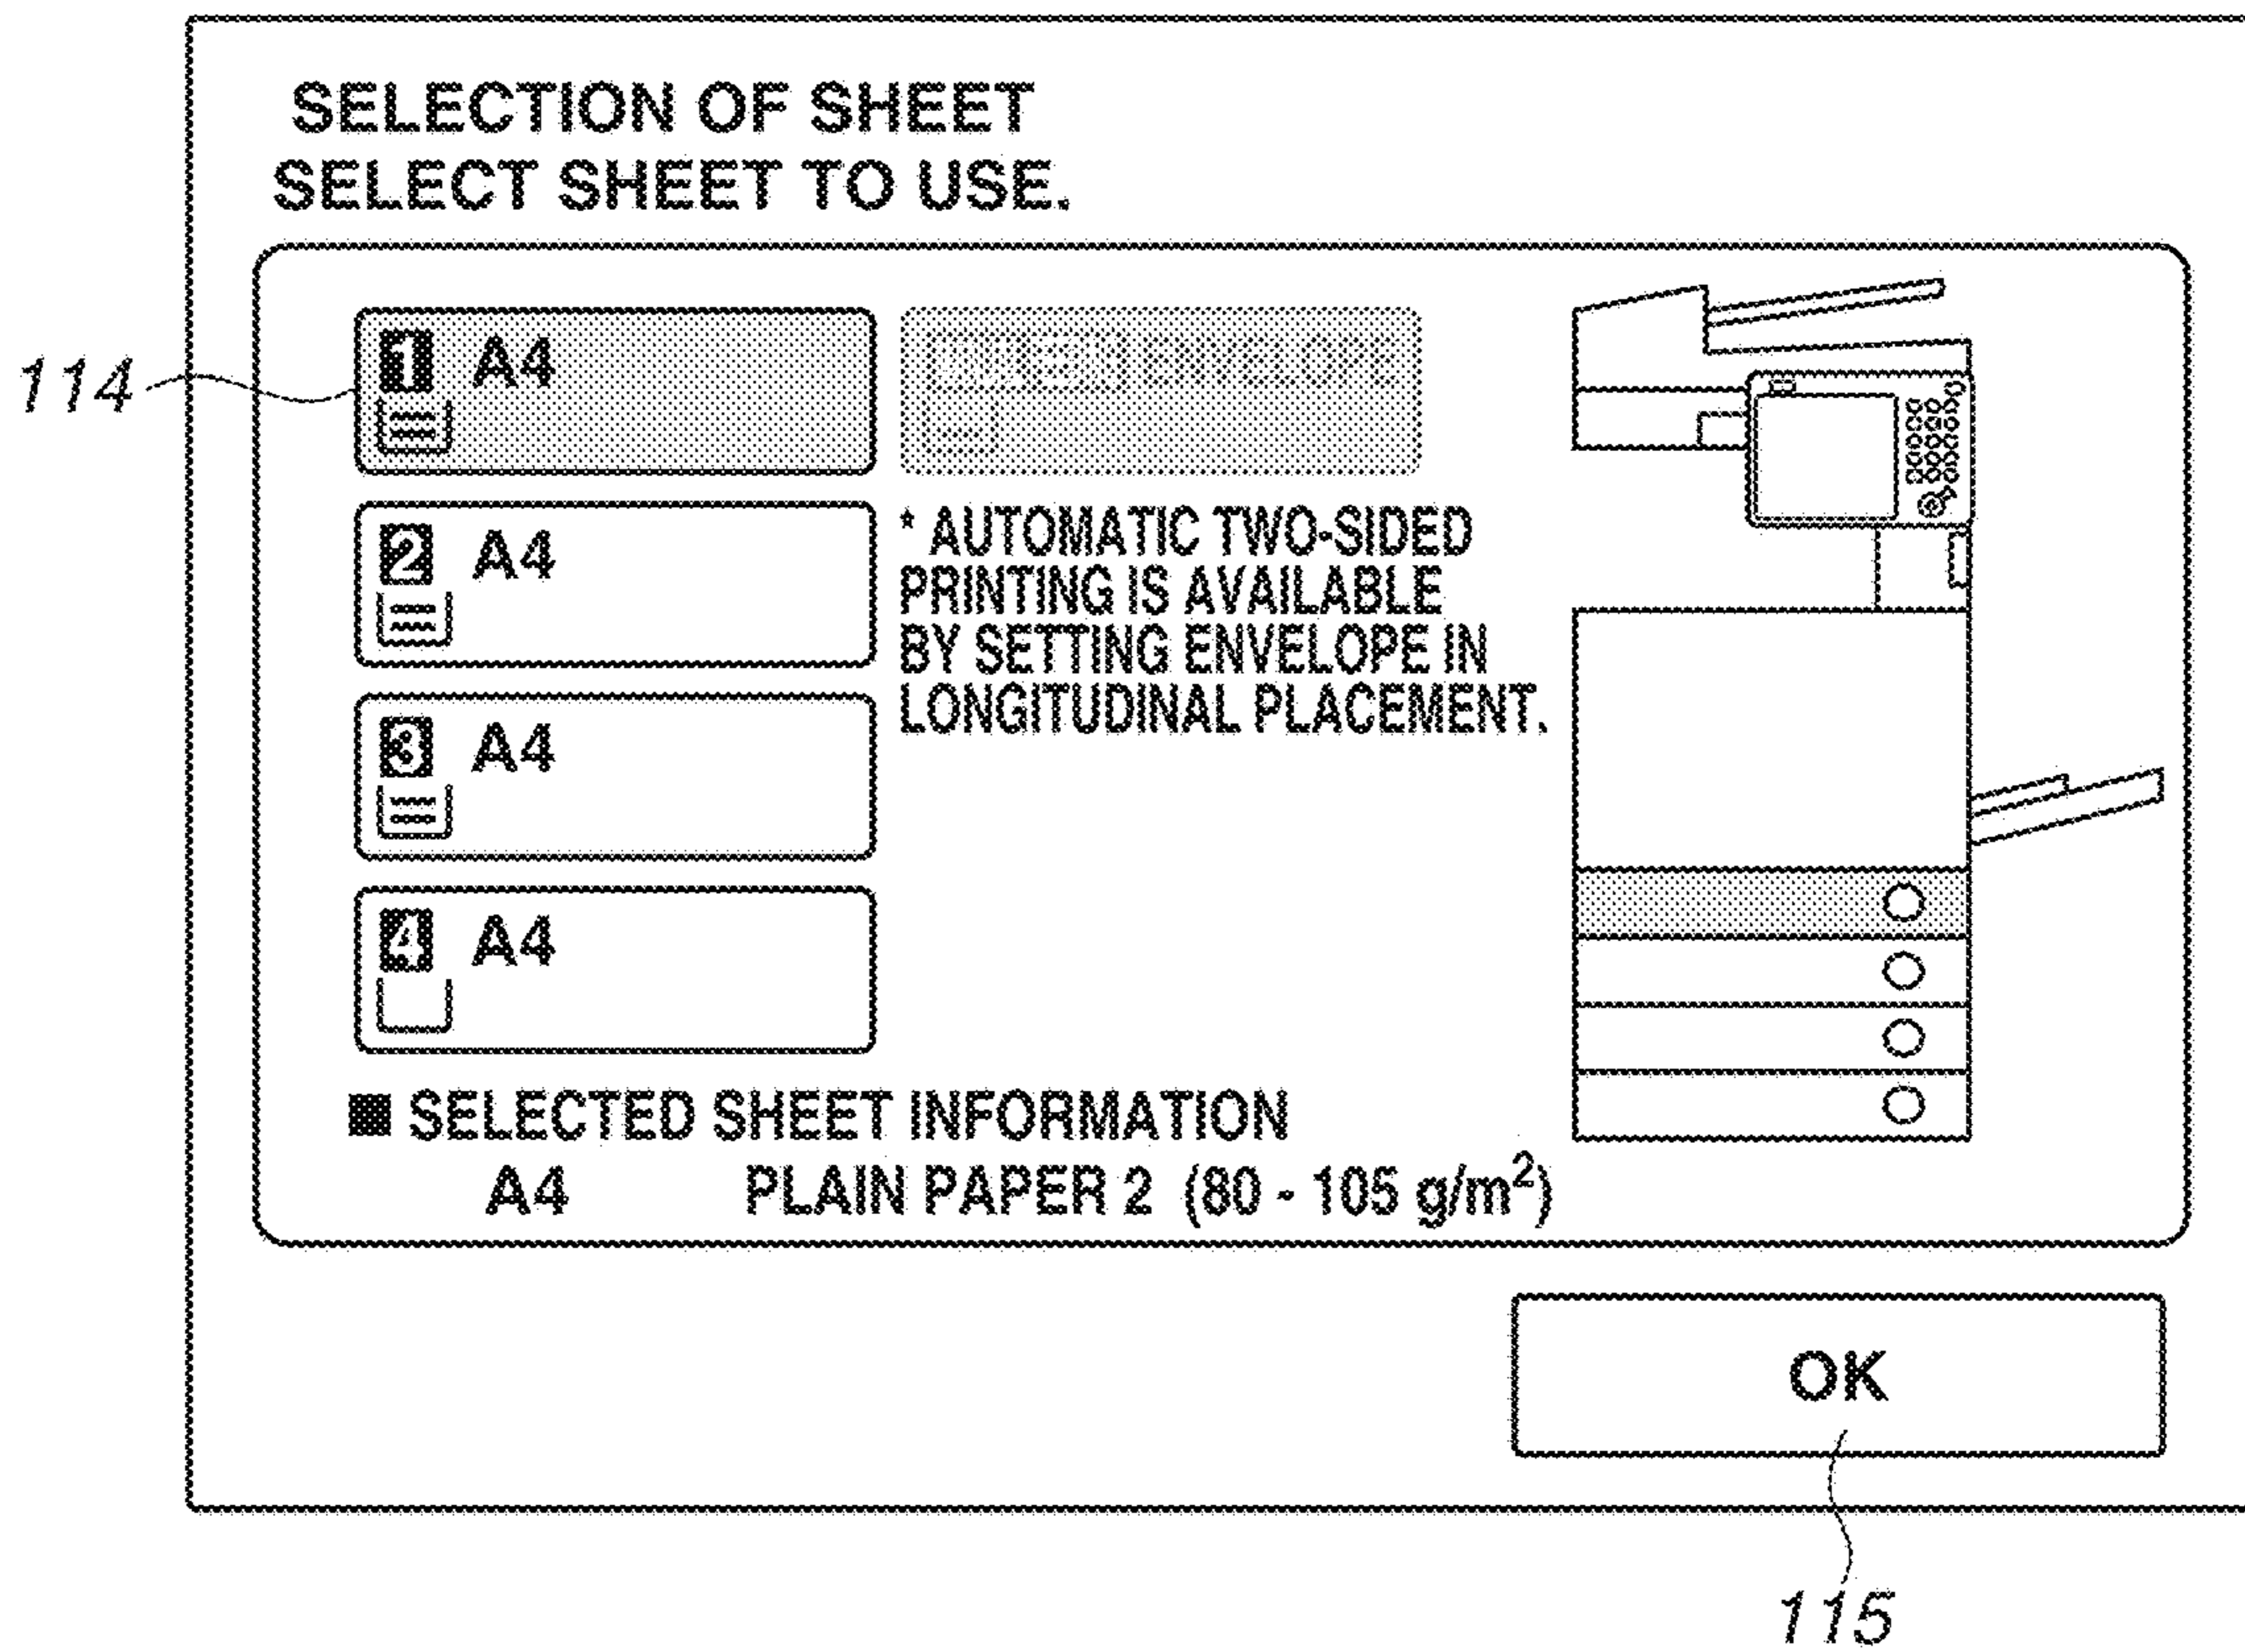 SELECTION OF SHEET
SELECT SHEET TO USE.
114
1 A4
ENVELOPE
2 A4
* AUTOMATIC TWO-SIDED
PRINTING IS AVAILABLE
BY SETTING ENVELOPE IN
LONGITUDINAL PLACEMENT.
3 A4
4 A4
■ SELECTED SHEET INFORMATION
A4 PLAIN PAPER 2 (80 - 105 g/m²)
OK
115